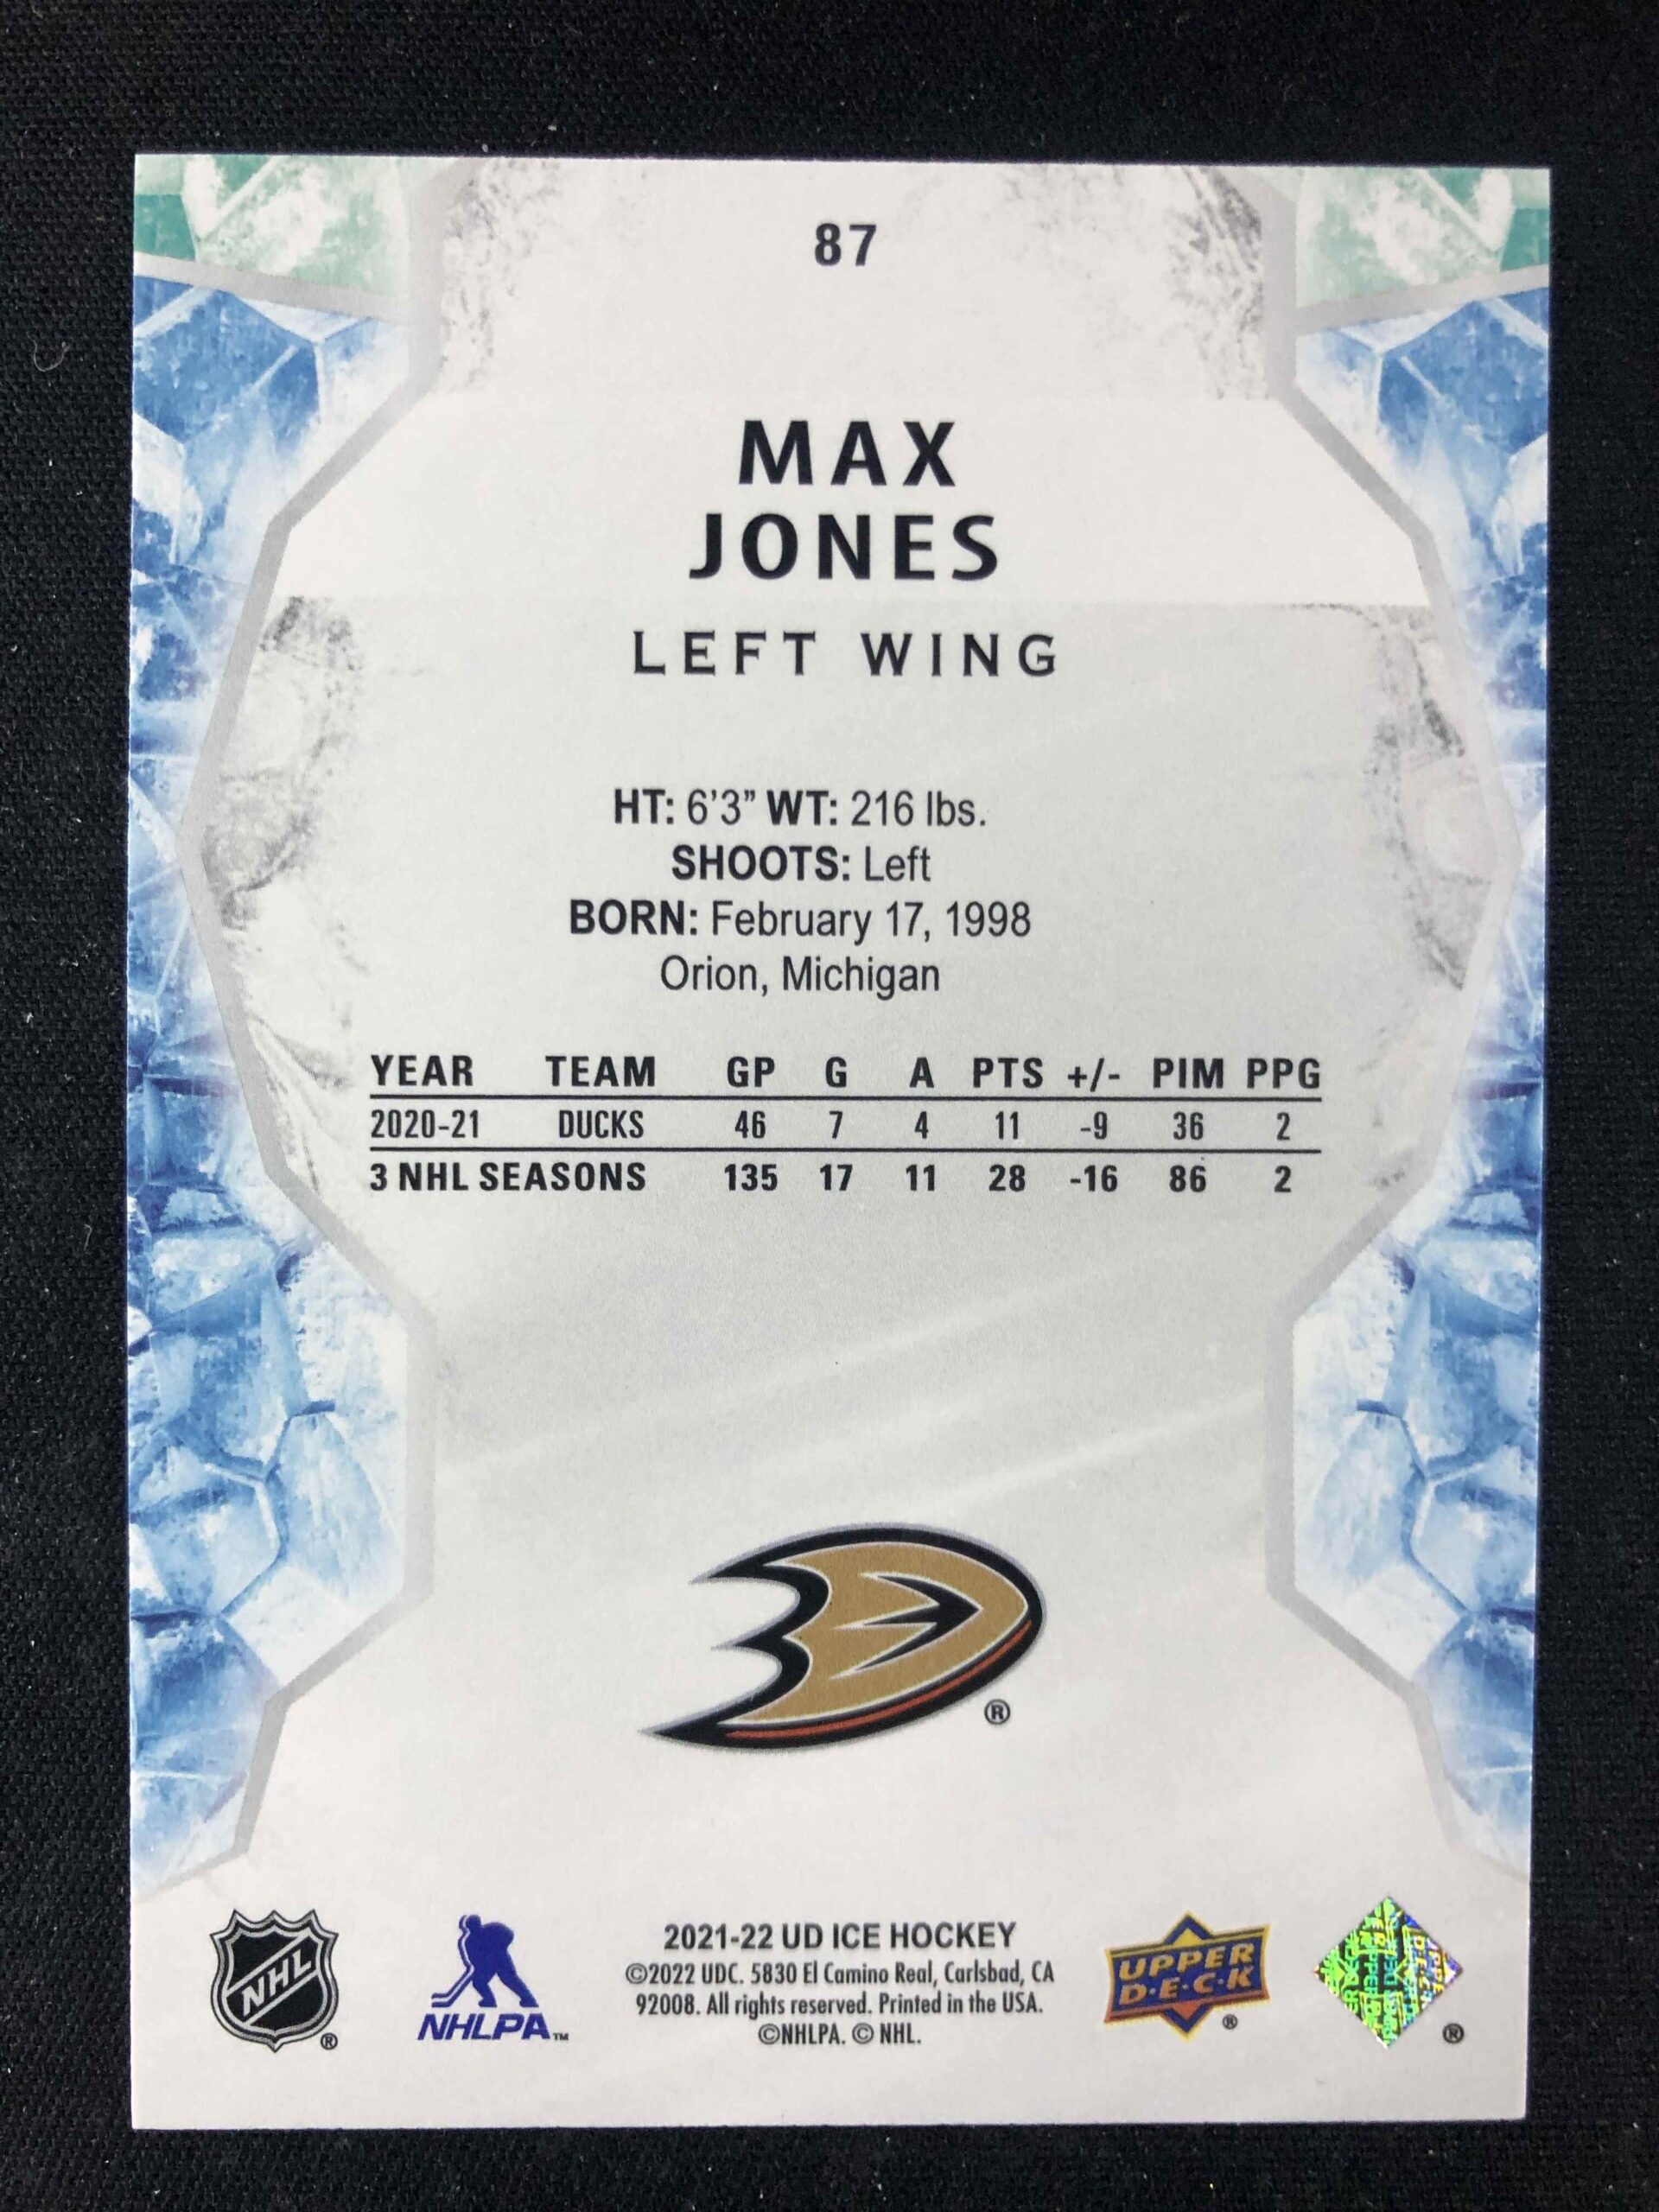 87
MAX
JONES
LEFT WING
HT: 6'3" WT: 216 lbs.
SHOOTS: Left
BORN: February 17, 1998
Orion, Michigan
YEAR TEAM GP G A PTS +/- PIM PPG
2020-21 DUCKS 46 7 4 11 -9 36 2
3 NHL SEASONS 135 17 11 28 -16 86 2
®
NHL ®
NHLPA™
2021-22 UD ICE HOCKEY
©2022 UDC. 5830 El Camino Real, Carlsbad, CA
92008. All rights reserved. Printed in the USA.
©NHLPA. © NHL.
UPPER
D·E·C·K ®
®